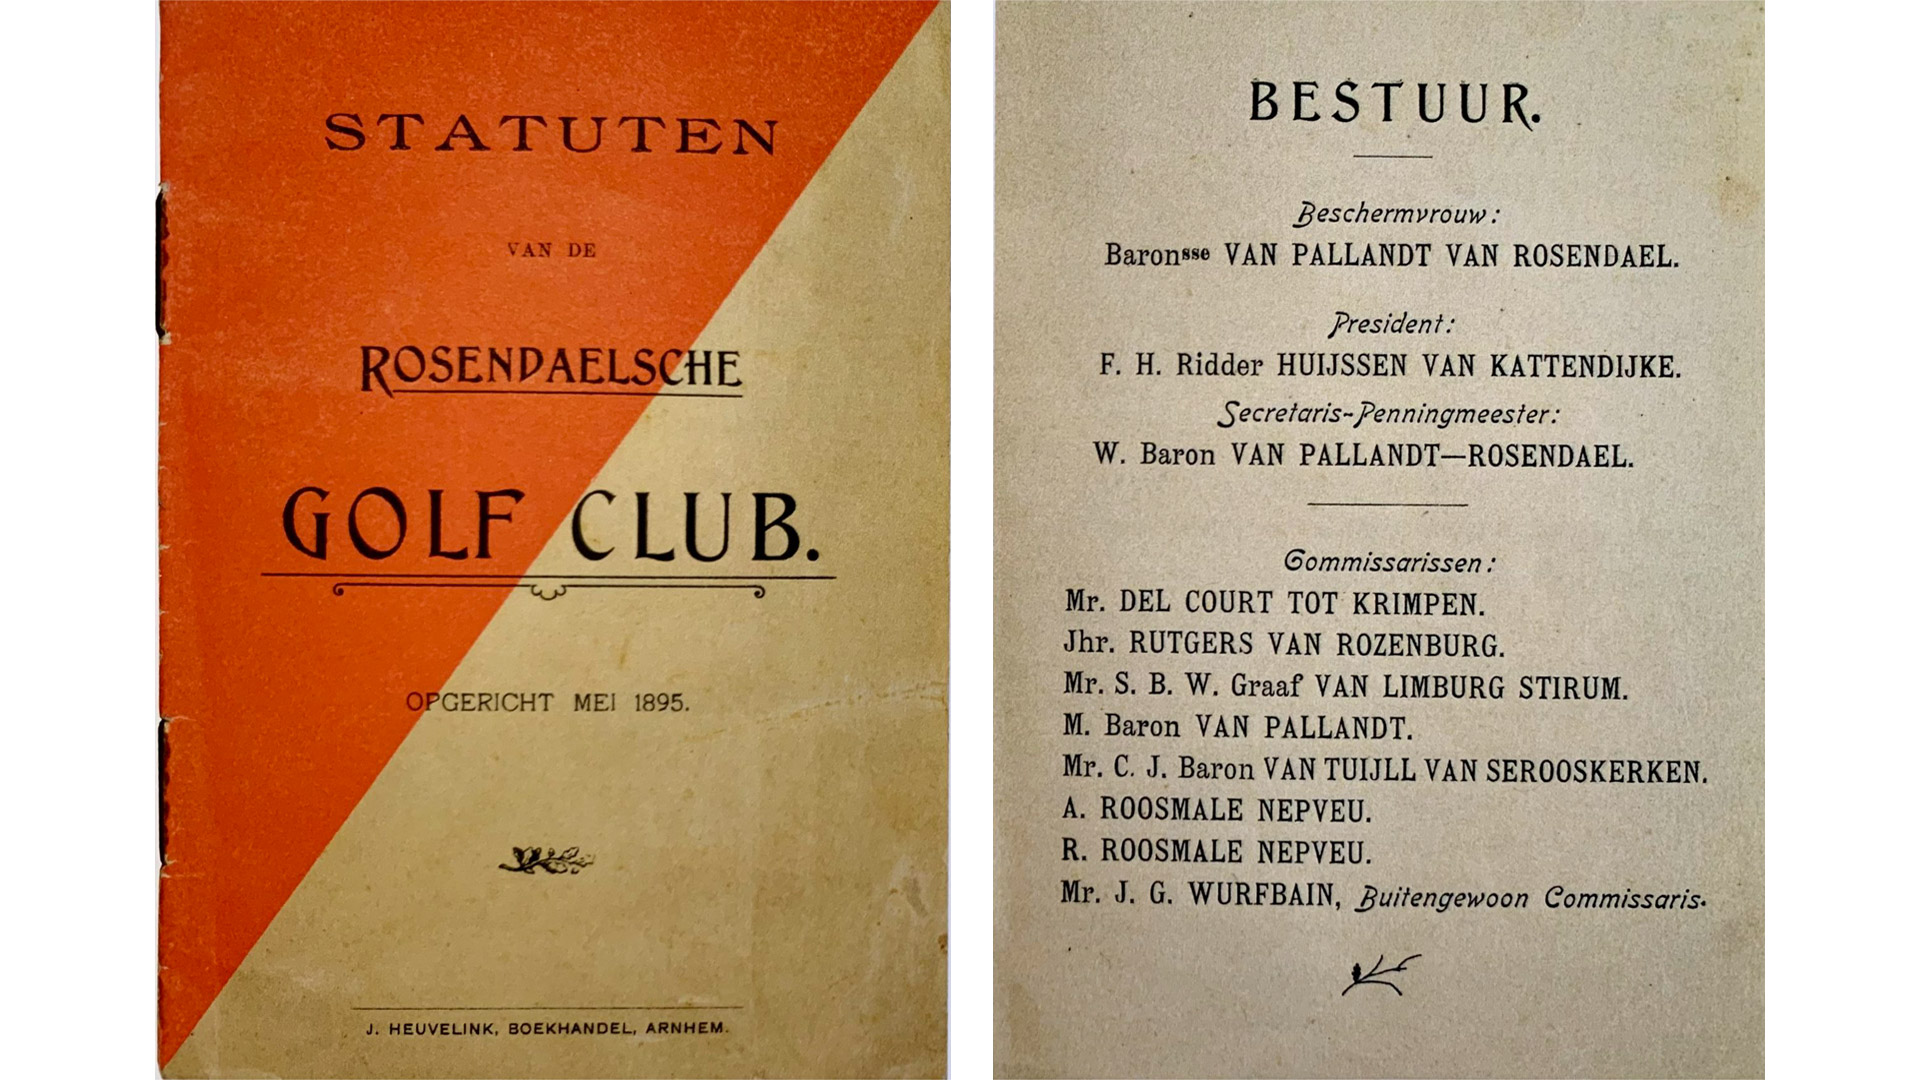 STATUTEN
VAN DE
ROSENDAELSCHE
GOLF CLUB.
OPGERICHT MEI 1895.
J. HEUVELINK, BOEKHANDEL, ARNHEM.
BESTUUR.
Beschermvrouw:
Baronsse VAN PALLANDT VAN ROSENDAEL.
President:
F. H. Ridder HUIJSSEN VAN KATTENDIJKE.
Secretaris-Penningmeester:
W. Baron VAN PALLANDT—ROSENDAEL.
Commissarissen:
Mr. DEL COURT TOT KRIMPEN.
Jhr. RUTGERS VAN ROZENBURG.
Mr. S. B. W. Graaf VAN LIMBURG STIRUM.
M. Baron VAN PALLANDT.
Mr. C. J. Baron VAN TUIJLL VAN SEROOSKERKEN.
A. ROOSMALE NEPVEU.
R. ROOSMALE NEPVEU.
Mr. J. G. WURFBAIN, Buitengewoon Commissaris.